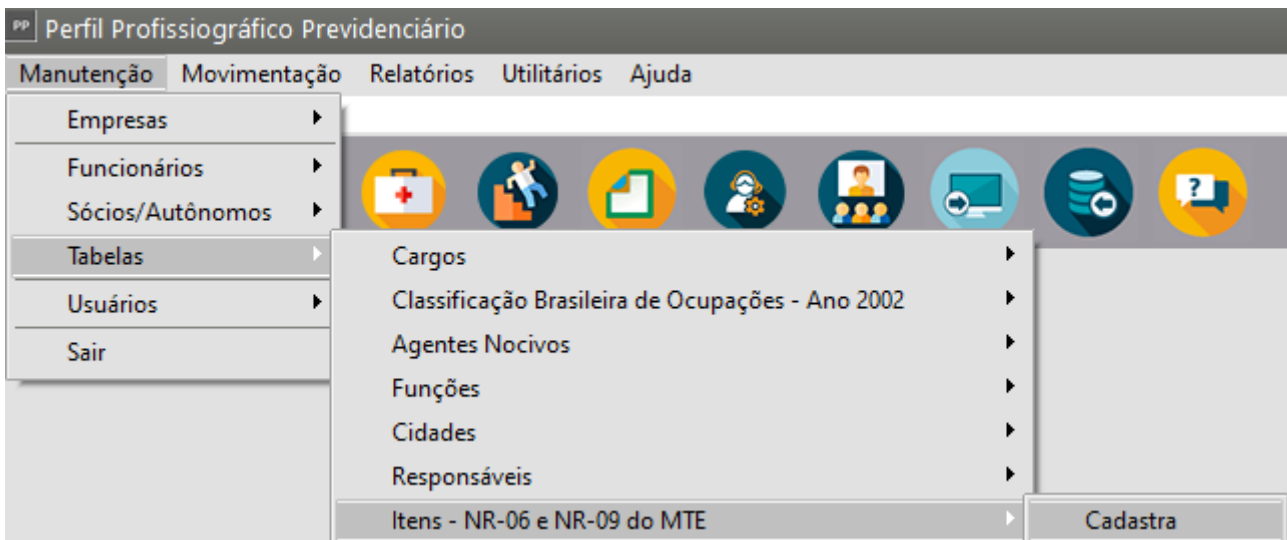 PP Perfil Profissiográfico Previdenciário
Manutenção Movimentação Relatórios Utilitários Ajuda
Empresas
Funcionários
Sócios/Autônomos
Tabelas
Usuários
Sair
Cargos
Classificação Brasileira de Ocupações - Ano 2002
Agentes Nocivos
Funções
Cidades
Responsáveis
Itens - NR-06 e NR-09 do MTE
Cadastra
?